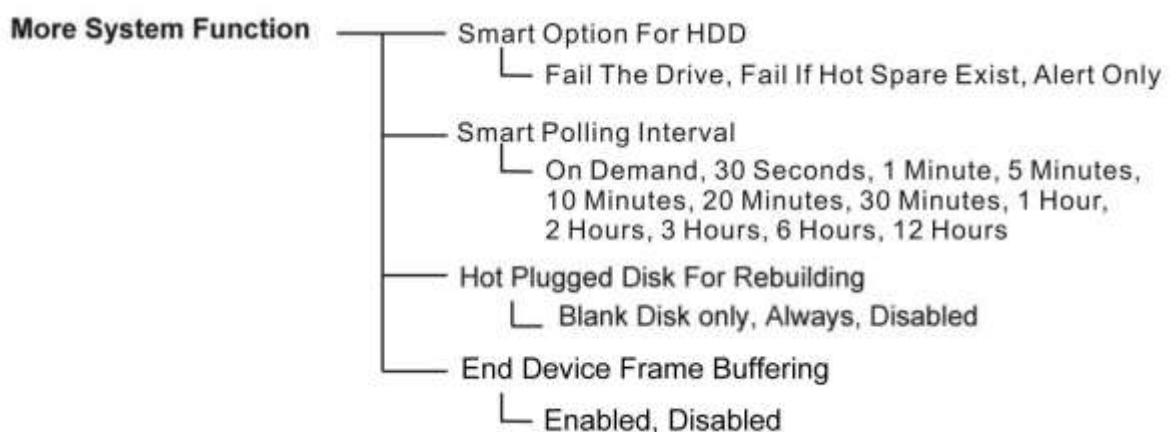 More System Function
Smart Option For HDD
Fail The Drive, Fail If Hot Spare Exist, Alert Only
Smart Polling Interval
On Demand, 30 Seconds, 1 Minute, 5 Minutes,
10 Minutes, 20 Minutes, 30 Minutes, 1 Hour,
2 Hours, 3 Hours, 6 Hours, 12 Hours
Hot Plugged Disk For Rebuilding
Blank Disk only, Always, Disabled
End Device Frame Buffering
Enabled, Disabled